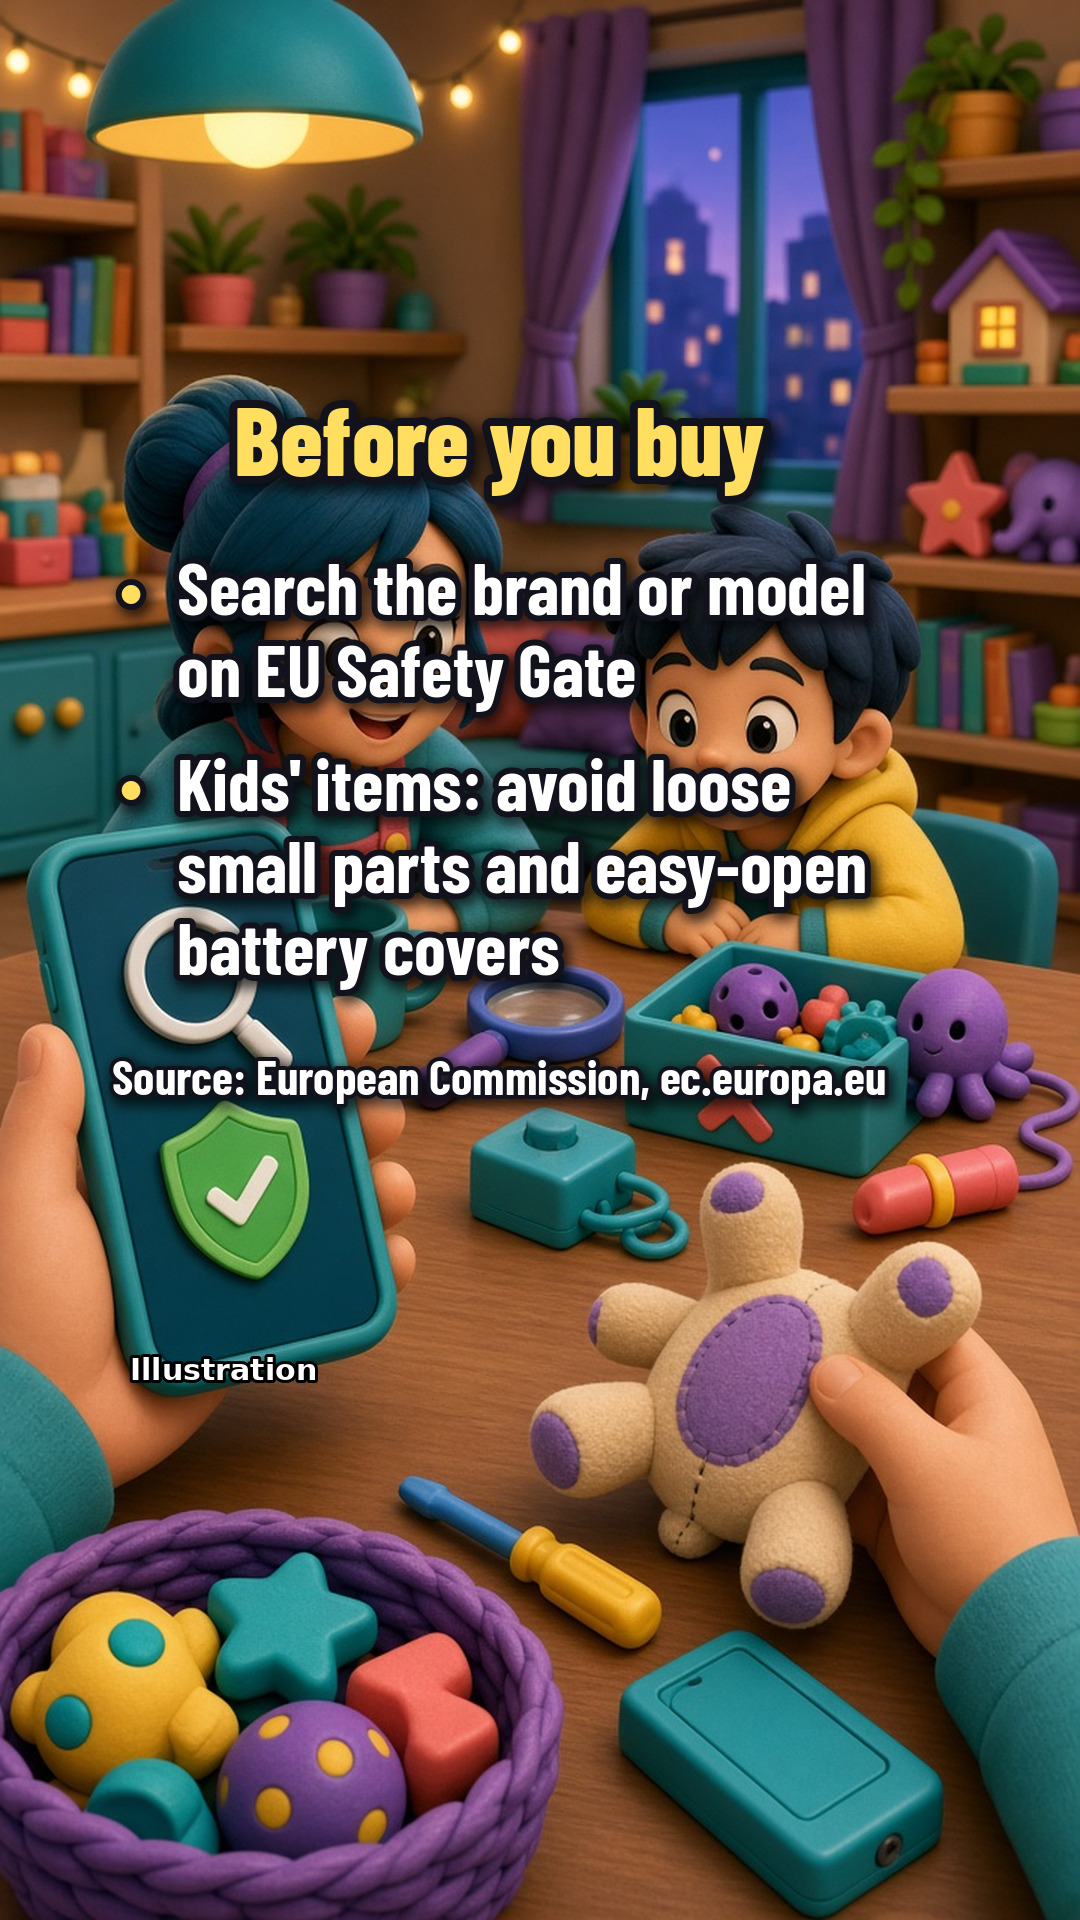 Before you buy
• Search the brand or model
on EU Safety Gate
• Kids' items: avoid loose
small parts and easy-open
battery covers
Source: European Commission, ec.europa.eu
Illustration